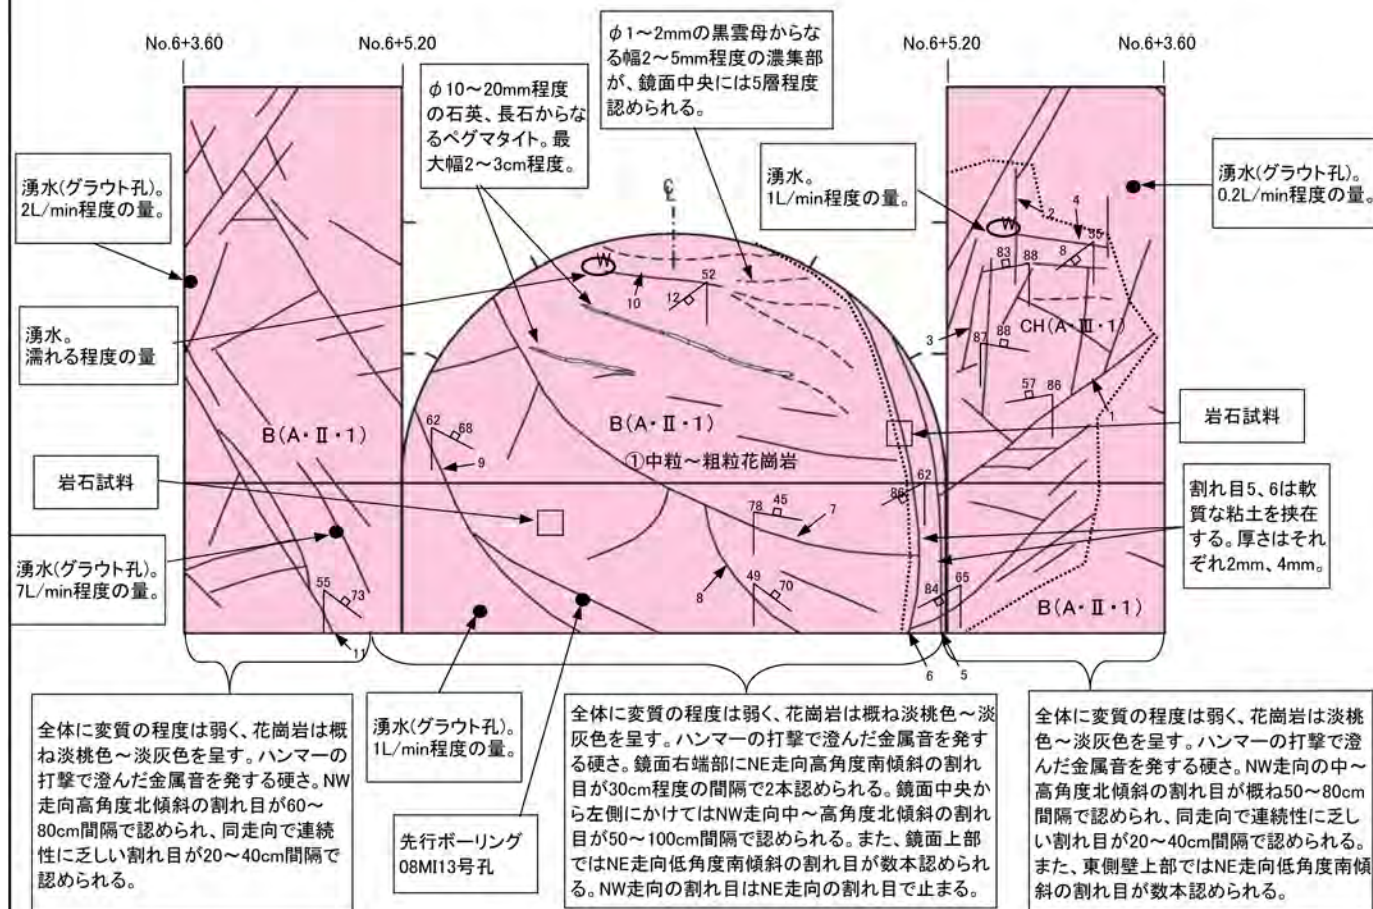 No.6+3.60
No.6+5.20
No.6+5.20
No.6+3.60
φ1～2mmの黒雲母からな
る幅2～5mm程度の濃集部
が、鏡面中央には5層程度
認められる。
φ10～20mm程度
の石英、長石からな
るペグマタイト。最
大幅2～3cm程度。
湧水(グラウト孔)。
2L/min程度の量。
湧水。
1L/min程度の量。
湧水(グラウト孔)。
0.2L/min程度の量。
湧水。
濡れる程度の量
℄
W
52
12
10
W
2
4
35
8
83
88
CH(A・Ⅲ・1)
3
87
88
57
86
1
B(A・Ⅱ・1)
B(A・Ⅱ・1)
①中粒～粗粒花崗岩
62
68
9
岩石試料
岩石試料
62
86
78
45
7
割れ目5、6は軟
質な粘土を挟在
する。厚さはそれ
ぞれ2mm、4mm。
湧水(グラウト孔)。
7L/min程度の量。
55
73
11
49
70
8
84
65
B(A・Ⅱ・1)
6
5
全体に変質の程度は弱く、花崗岩は概
ね淡桃色～淡灰色を呈す。ハンマーの
打撃で澄んだ金属音を発する硬さ。NW
走向高角度北傾斜の割れ目が60～
80cm間隔で認められ、同走向で連続
性に乏しい割れ目が20～40cm間隔で
認められる。
湧水(グラウト孔)。
1L/min程度の量。
先行ボーリング
08MI13号孔
全体に変質の程度は弱く、花崗岩は概ね淡桃色～淡
灰色を呈す。ハンマーの打撃で澄んだ金属音を発す
る硬さ。鏡面右端部にNE走向高角度南傾斜の割れ
目が30cm程度の間隔で2本認められる。鏡面中央か
ら左側にかけてはNW走向中～高角度北傾斜の割れ
目が50～100cm間隔で認められる。また、鏡面上部
ではNE走向低角度南傾斜の割れ目が数本認められ
る。NW走向の割れ目はNE走向の割れ目で止まる。
全体に変質の程度は弱く、花崗岩は淡桃
色～淡灰色を呈す。ハンマーの打撃で澄
んだ金属音を発する硬さ。NW走向の中～
高角度北傾斜の割れ目が概ね50～80cm
間隔で認められ、同走向で連続性に乏し
い割れ目が20～40cm間隔で認められる。
また、東側壁上部ではNE走向低角度南傾
斜の割れ目が数本認められる。